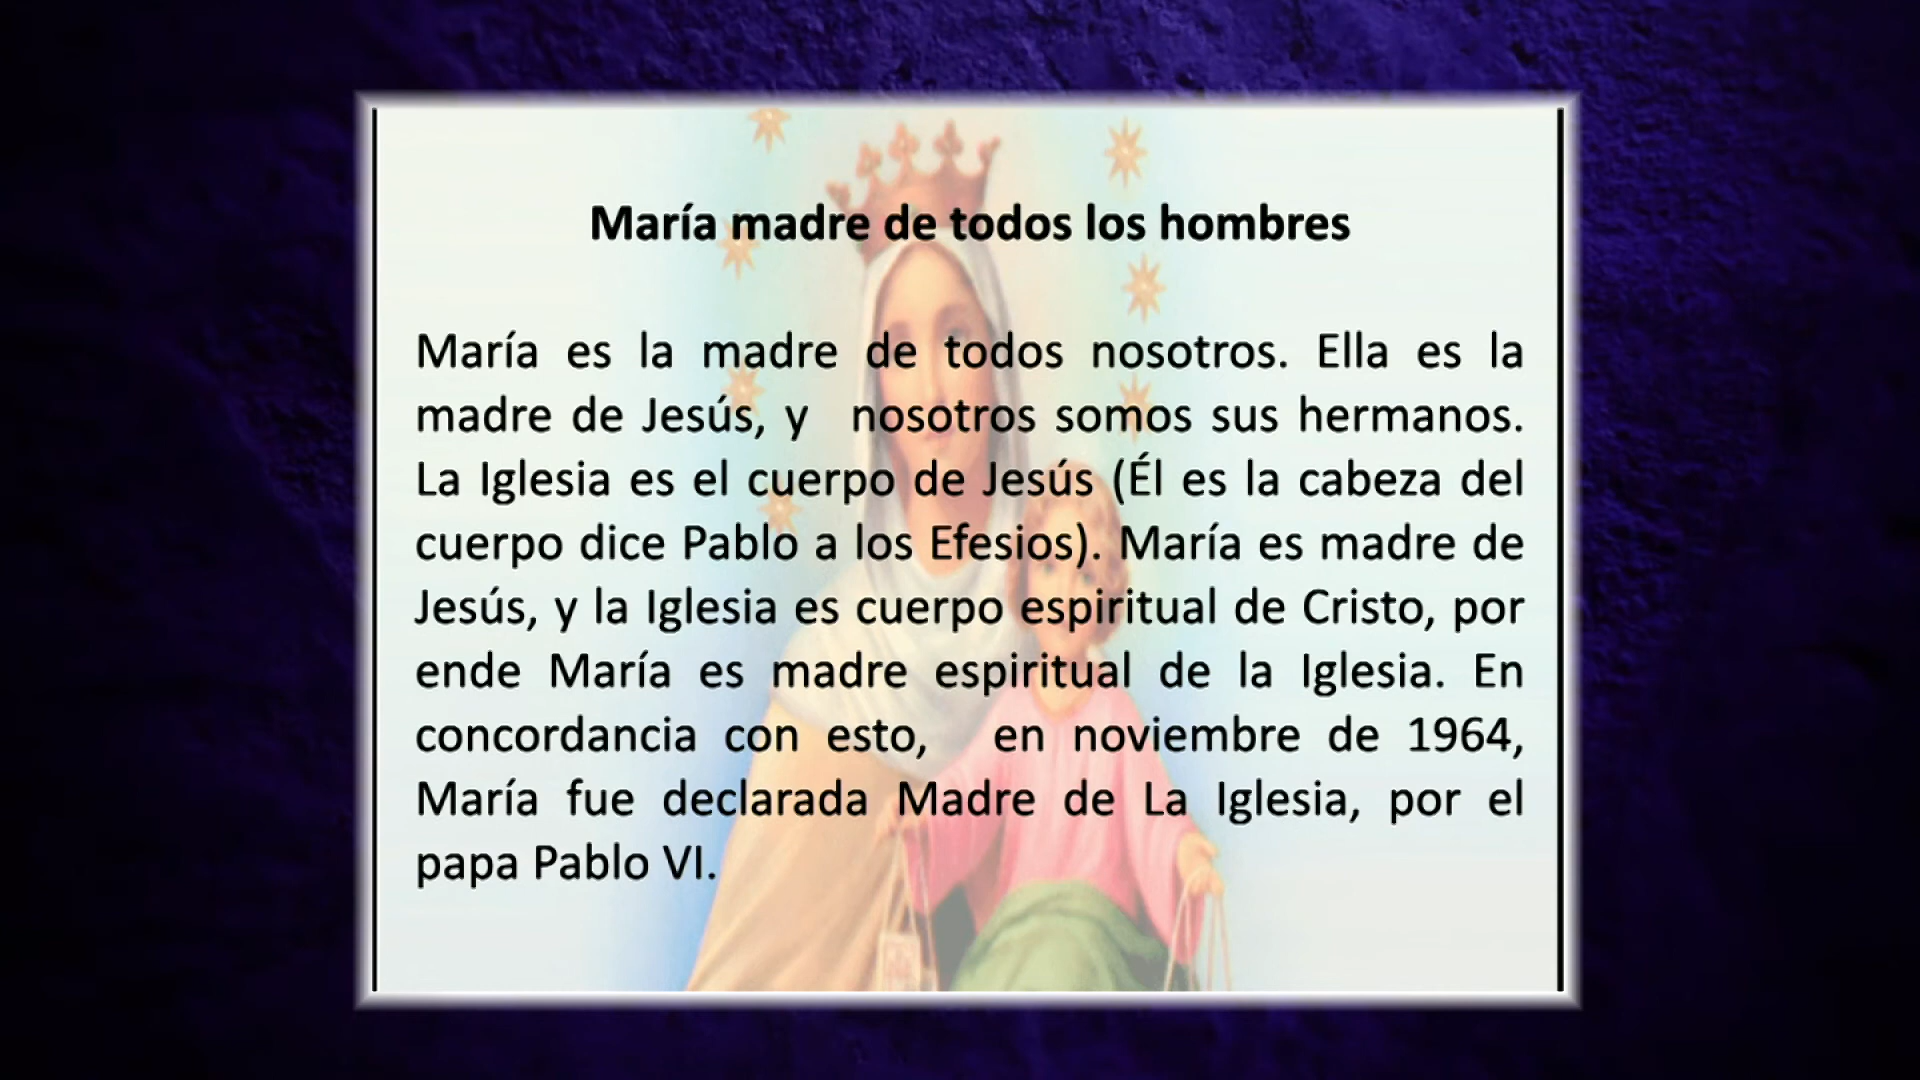 María madre de todos los hombres
María es la madre de todos nosotros. Ella es la
madre de Jesús, y nosotros somos sus hermanos.
La Iglesia es el cuerpo de Jesús (Él es la cabeza del
cuerpo dice Pablo a los Efesios). María es madre de
Jesús, y la Iglesia es cuerpo espiritual de Cristo, por
ende María es madre espiritual de la Iglesia. En
concordancia con esto, en noviembre de 1964,
María fue declarada Madre de La Iglesia, por el
papa Pablo VI.